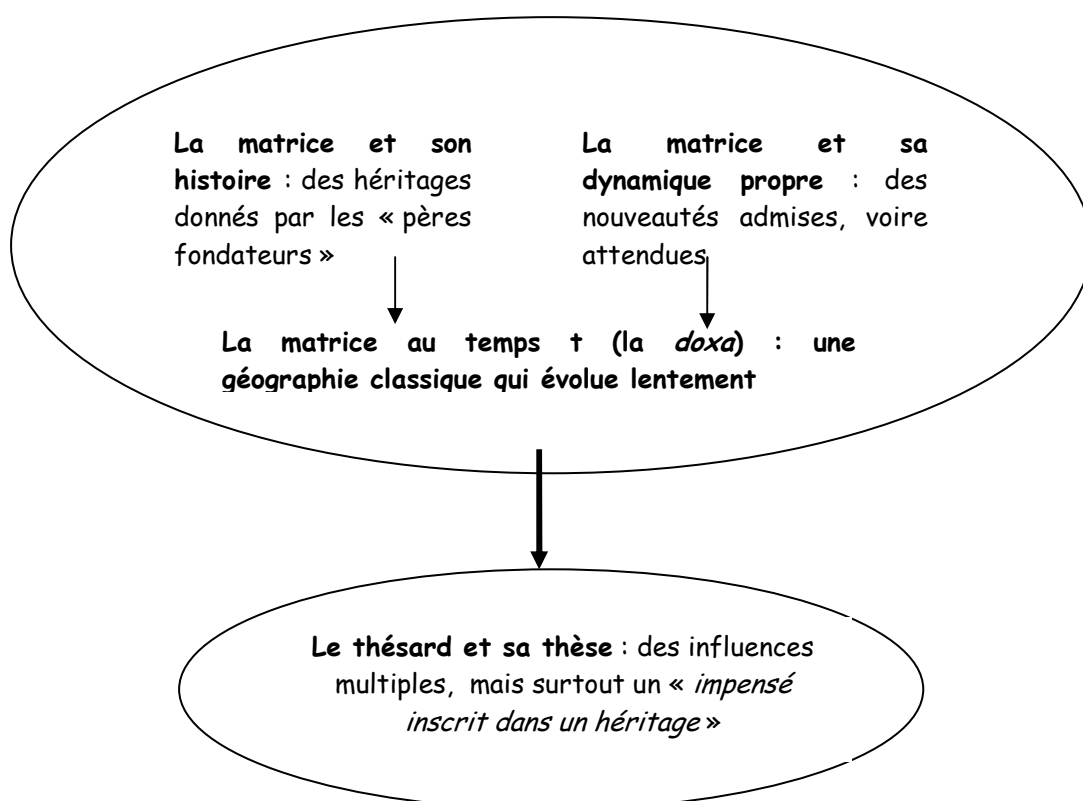 La matrice et son
histoire : des héritages
donnés par les « pères
fondateurs »
La matrice et sa
dynamique propre : des
nouveautés admises, voire
attendues
La matrice au temps t (la doxa) : une
géographie classique qui évolue lentement
Le thésard et sa thèse : des influences
multiples, mais surtout un « impensé
inscrit dans un héritage »